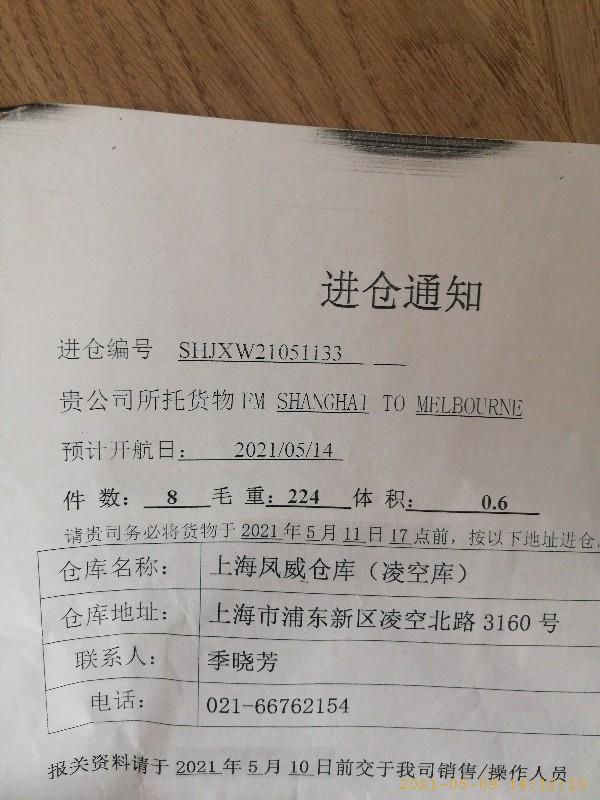 进仓通知
进仓编号 SHJXW21051133
贵公司所托货物FM SHANGHAI TO MELBOURNE
预计开航日: 2021/05/14
件 数: 8 毛 重: 224 体 积: 0.6
请贵司务必将货物于2021年5月11日17点前，按以下地址进仓
仓库名称: 上海凤威仓库（凌空库）
仓库地址: 上海市浦东新区凌空北路3160号
联系人: 季晓芳
电话: 021-66762154
报关资料请于2021年5月10日前交于我司销售/操作人员
2021-05-09 14:12:10